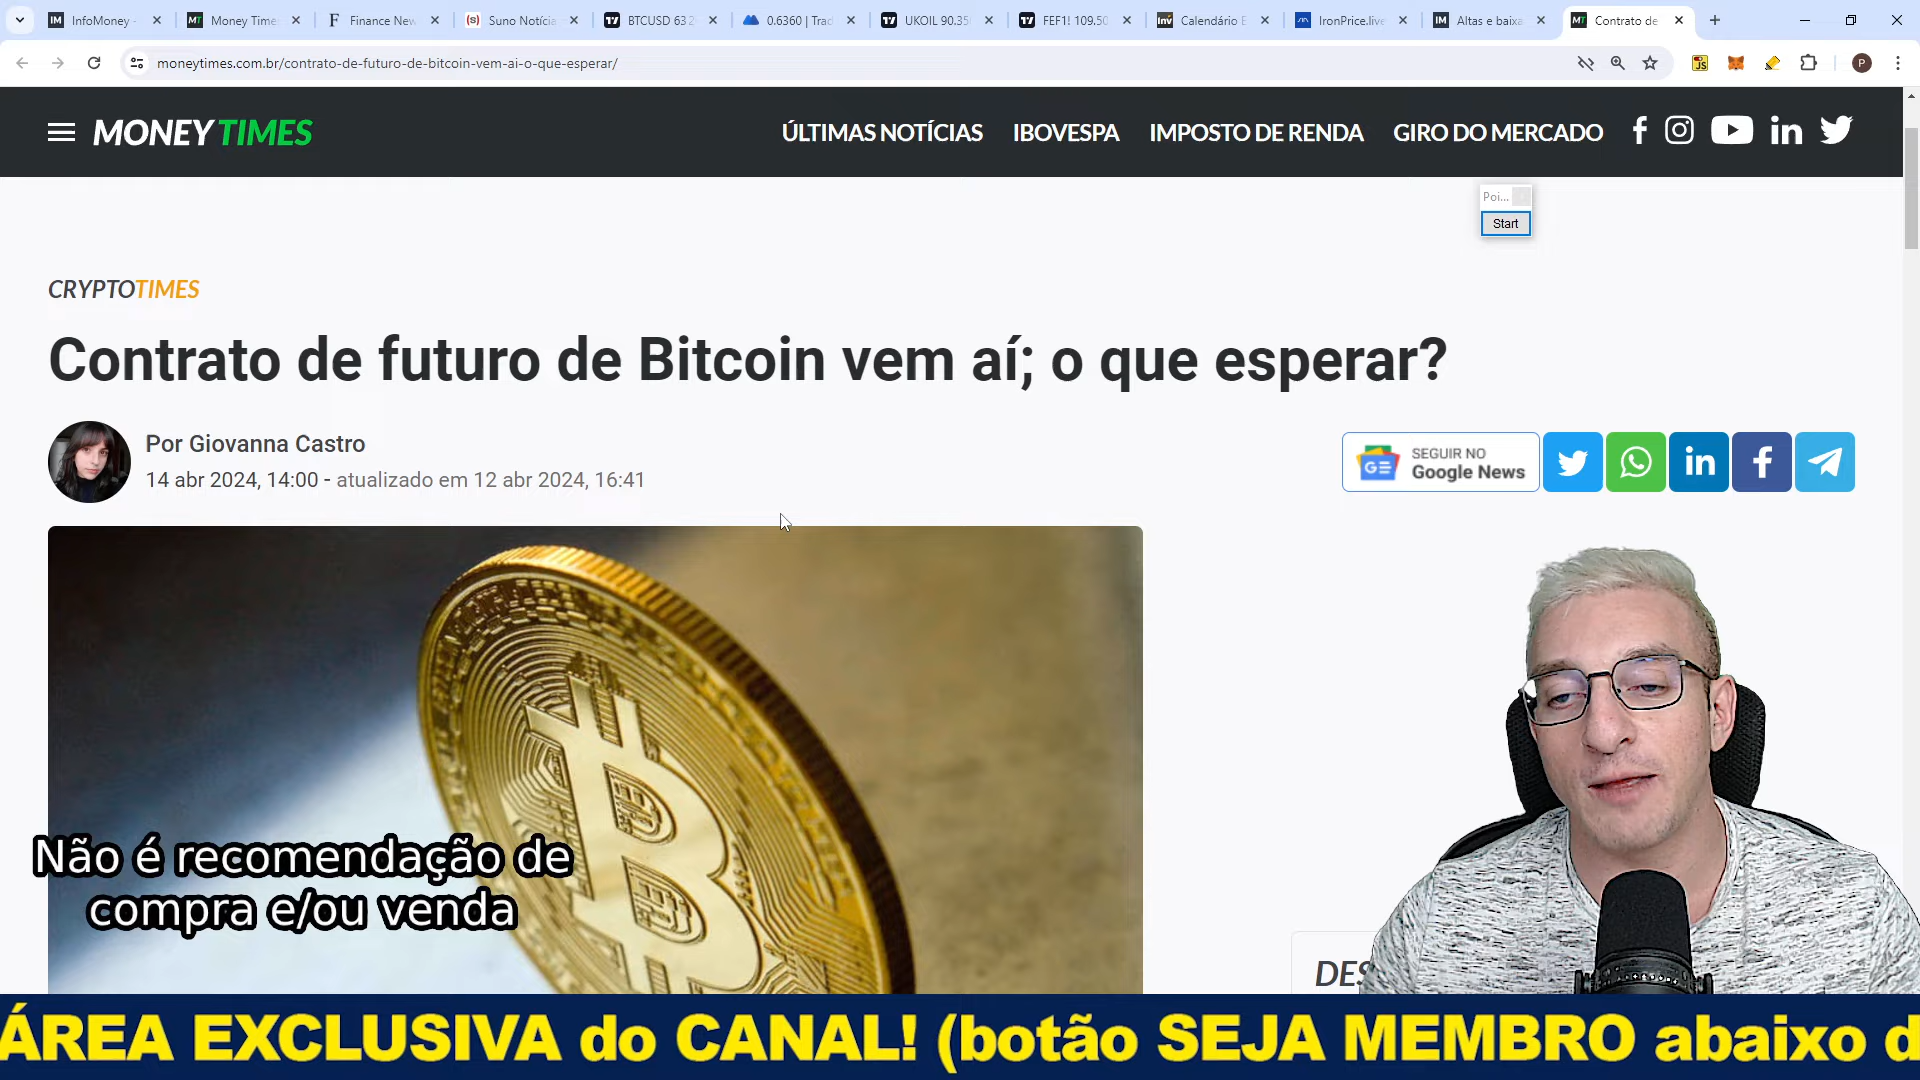 InfoMoney -
Money Time
Finance New
Suno Notícia
BTCUSD 63
0.6360 | Trad
UKOIL 90.35
FEF1! 109.50
Calendário E
IronPrice.live
Altas e baixa
Contrato de
moneytimes.com.br/contrato-de-futuro-de-bitcoin-vem-ai-o-que-esperar/
P
MONEY TIMES
ÚLTIMAS NOTÍCIAS
IBOVESPA
IMPOSTO DE RENDA
GIRO DO MERCADO
Poi...
Start
CRYPTOTIMES
Contrato de futuro de Bitcoin vem aí; o que esperar?
Por Giovanna Castro
14 abr 2024, 14:00 - atualizado em 12 abr 2024, 16:41
SEGUIR NO
Google News
Não é recomendação de
compra e/ou venda
DES
ÁREA EXCLUSIVA do CANAL! (botão SEJA MEMBRO abaixo d